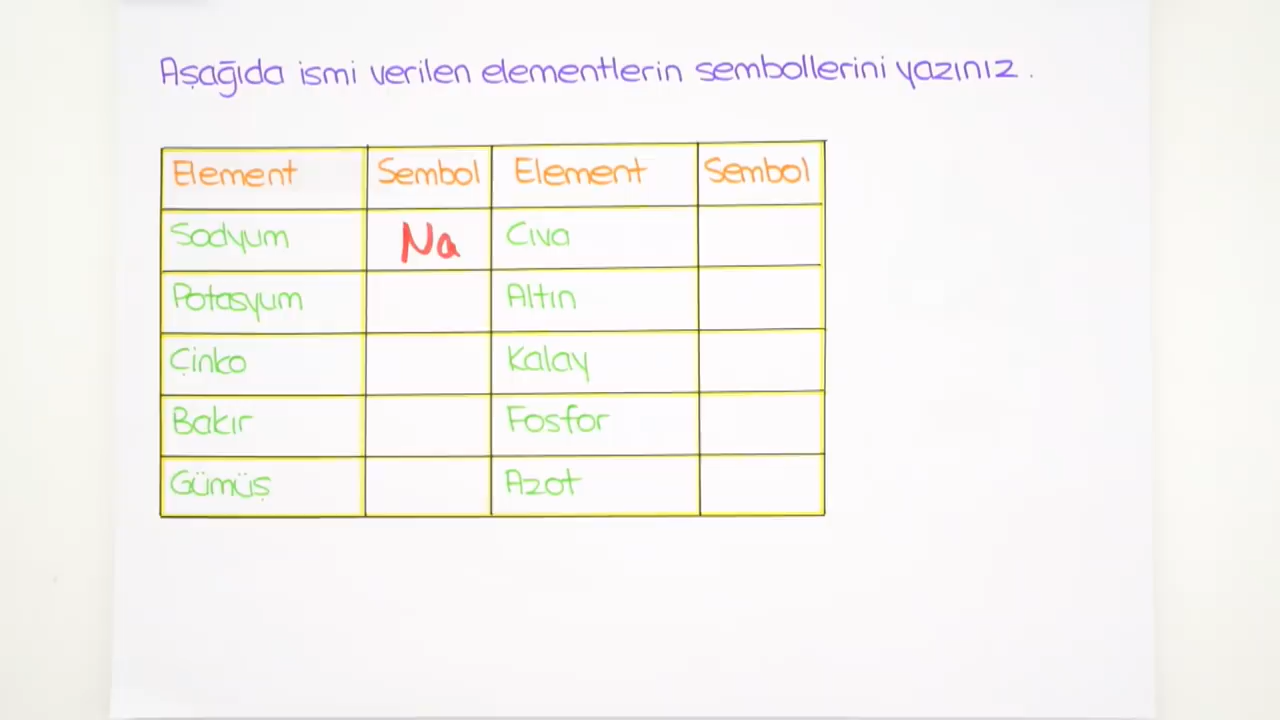 Aşağıda ismi verilen elementlerin sembollerini yazınız.
Element Sembol Element Sembol
Sodyum Na Cıva
Potasyum Altın
Çinko Kalay
Bakır Fosfor
Gümüş Azot